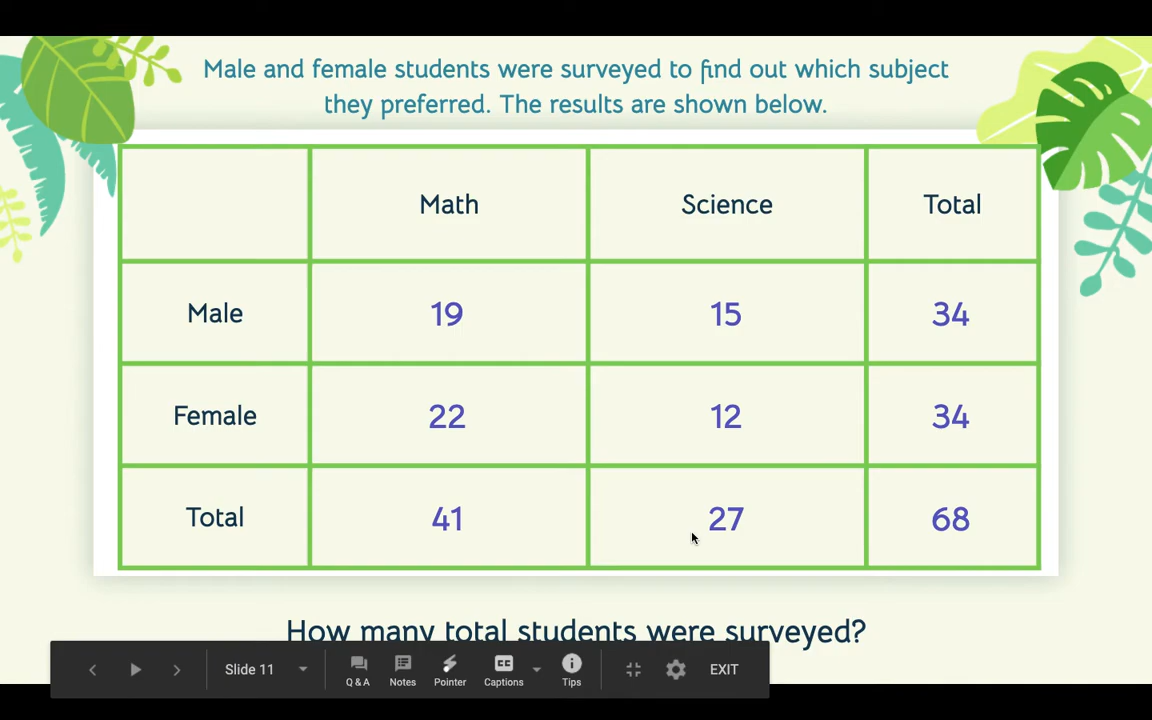 Male and female students were surveyed to find out which subject
they preferred. The results are shown below.
Math Science Total
Male 19 15 34
Female 22 12 34
Total 41 27 68
How many total students were surveyed?
Slide 11 Q & A Notes Pointer CC Captions Tips EXIT